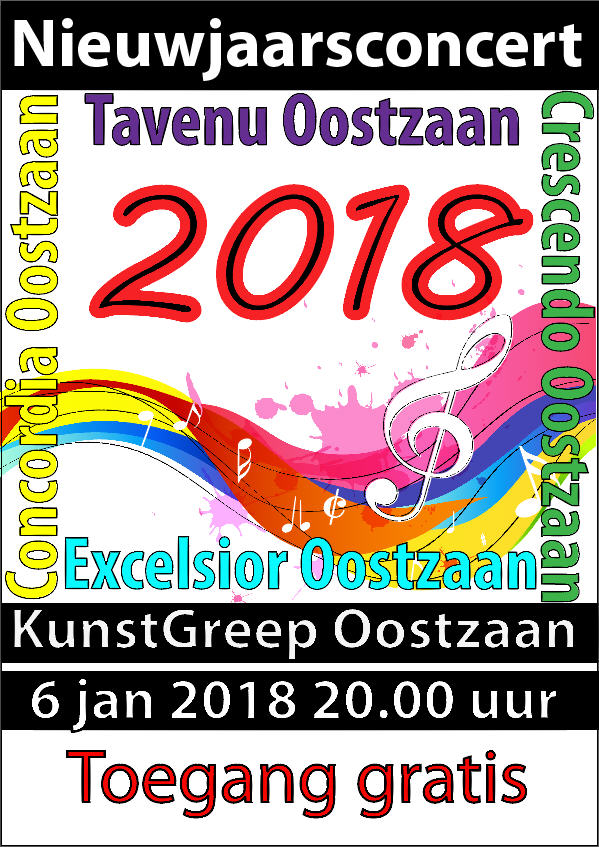 Nieuwjaarsconcert
Tavenu Oostzaan
Concordia Oostzaan
Crescendo Oostzaan
2018
Excelsior Oostzaan
KunstGreep Oostzaan
6 jan 2018 20.00 uur
Toegang gratis